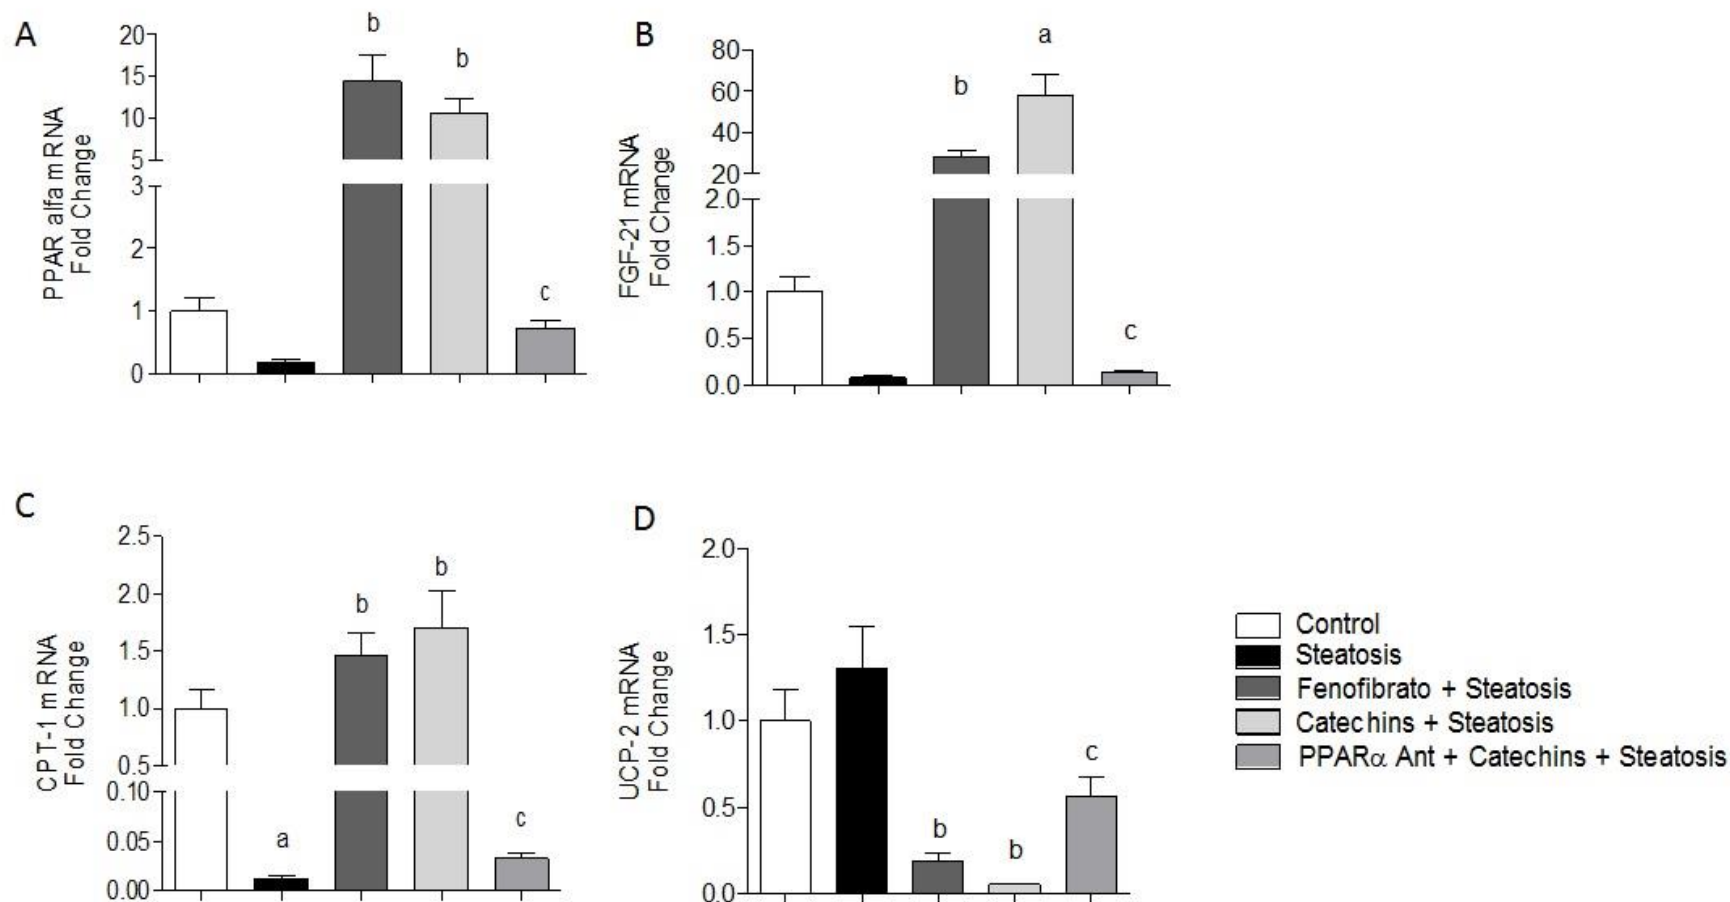 A
PPAR alfa mRNA
Fold Change
20
15
10
5
3
2
1
0
b
b
c
B
FGF-21 mRNA
Fold Change
80
60
40
20
2.0
1.5
1.0
0.5
0.0
b
a
c
C
CPT-1 mRNA
Fold Change
2.5
2.0
1.5
1.0
0.5
0.10
0.05
0.00
a
b
b
c
D
UCP-2 mRNA
Fold Change
2.0
1.5
1.0
0.5
0.0
b
b
c
Control
Steatosis
Fenofibrato + Steatosis
Catechins + Steatosis
PPARα Ant + Catechins + Steatosis